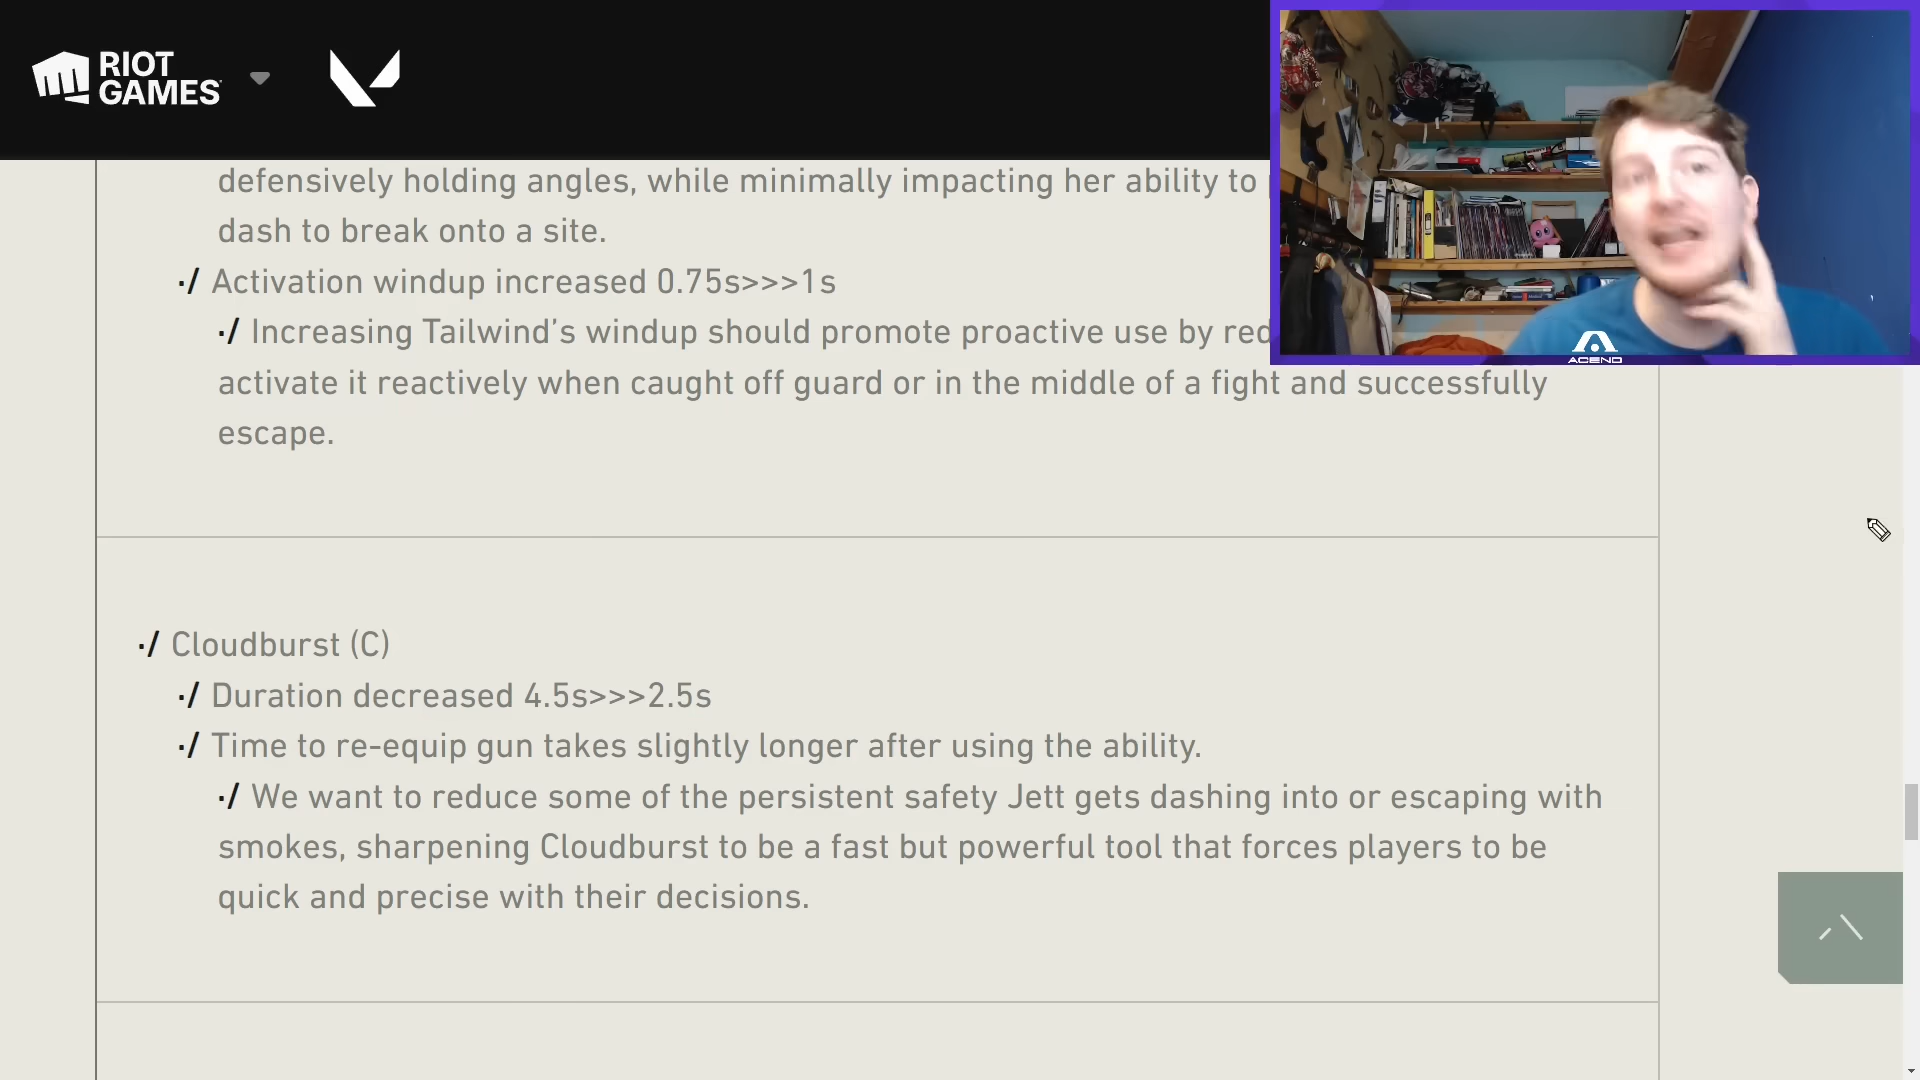 RIOT
GAMES
defensively holding angles, while minimally impacting her ability to
dash to break onto a site.
·/ Activation windup increased 0.75s>>>1s
·/ Increasing Tailwind’s windup should promote proactive use by
activate it reactively when caught off guard or in the middle of a fight and successfully
escape.
·/ Cloudburst (C)
·/ Duration decreased 4.5s>>>2.5s
·/ Time to re-equip gun takes slightly longer after using the ability.
·/ We want to reduce some of the persistent safety Jett gets dashing into or escaping with
smokes, sharpening Cloudburst to be a fast but powerful tool that forces players to be
quick and precise with their decisions.
ACEND